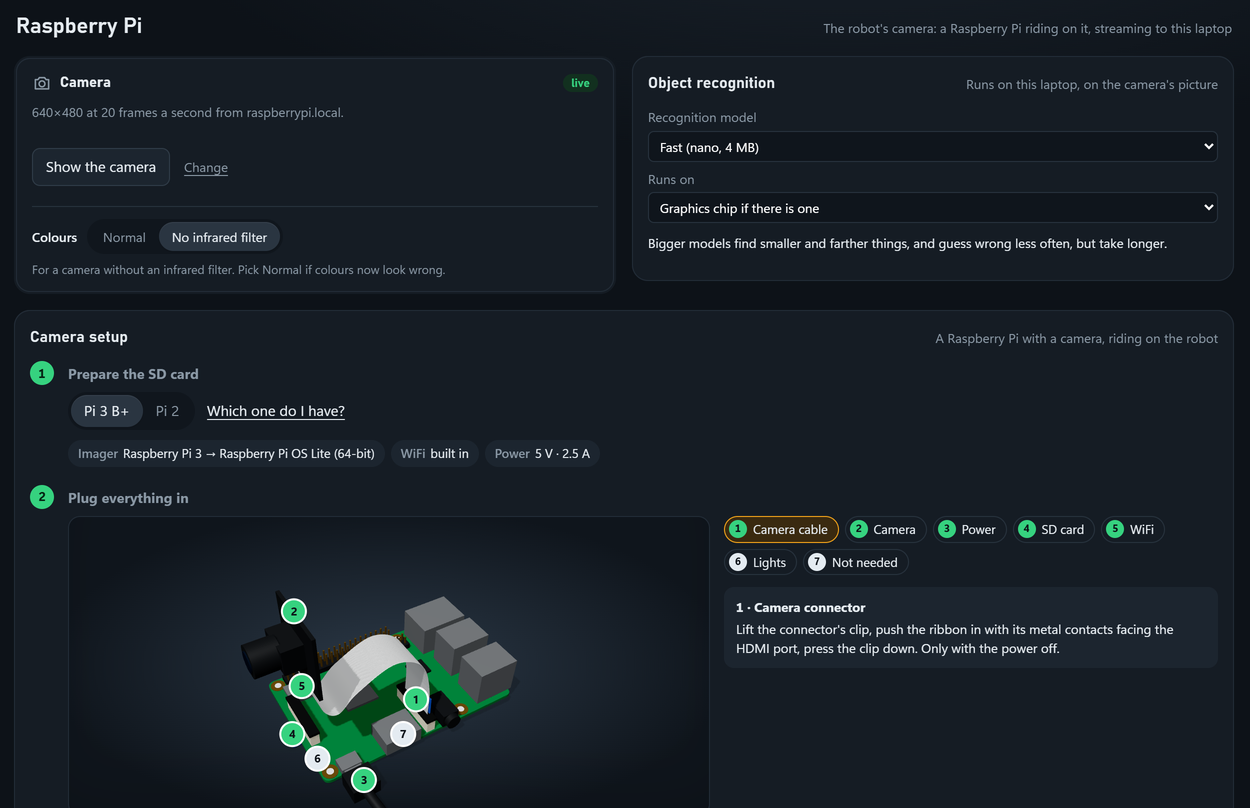 Raspberry Pi
The robot's camera: a Raspberry Pi riding on it, streaming to this laptop
Camera
live
640×480 at 20 frames a second from raspberrypi.local.
Show the camera
Change
Colours
Normal
No infrared filter
For a camera without an infrared filter. Pick Normal if colours now look wrong.
Object recognition
Runs on this laptop, on the camera's picture
Recognition model
Fast (nano, 4 MB)
Runs on
Graphics chip if there is one
Bigger models find smaller and farther things, and guess wrong less often, but take longer.
Camera setup
A Raspberry Pi with a camera, riding on the robot
1 Prepare the SD card
Pi 3 B+
Pi 2
Which one do I have?
Imager Raspberry Pi 3 → Raspberry Pi OS Lite (64-bit)
WiFi built in
Power 5 V · 2.5 A
2 Plug everything in
2
5
1
4
7
6
3
1 Camera cable
2 Camera
3 Power
4 SD card
5 WiFi
6 Lights
7 Not needed
1 · Camera connector
Lift the connector's clip, push the ribbon in with its metal contacts facing the
HDMI port, press the clip down. Only with the power off.